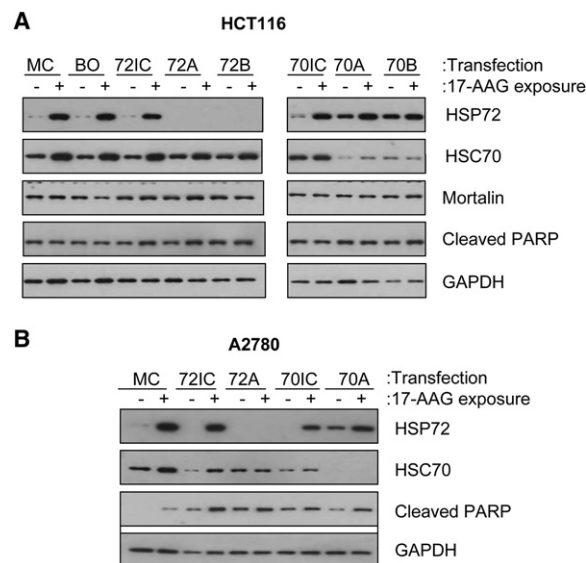 A
HCT116
MC BO 72IC 72A 72B 70IC 70A 70B :Transfection
- + - + - + - + - + - + - + - + :17-AAG exposure
HSP72
HSC70
Mortalin
Cleaved PARP
GAPDH
B
A2780
MC 72IC 72A 70IC 70A :Transfection
- + - + - + - + - + :17-AAG exposure
HSP72
HSC70
Cleaved PARP
GAPDH